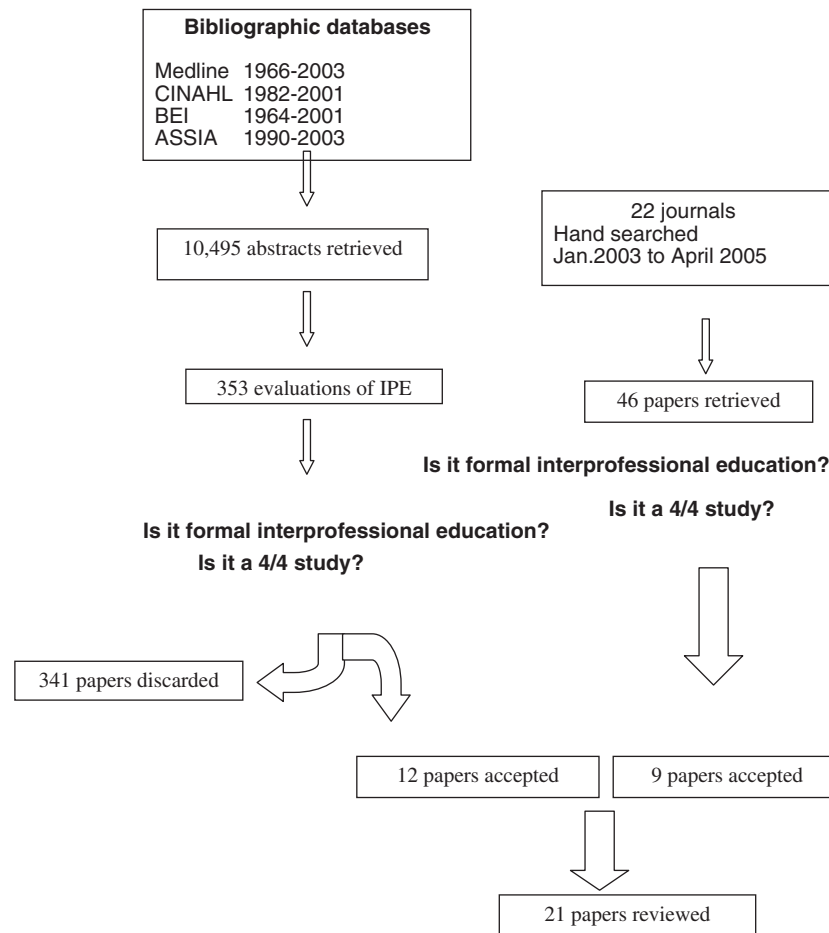 Bibliographic databases
Medline 1966-2003
CINAHL 1982-2001
BEI 1964-2001
ASSIA 1990-2003
10,495 abstracts retrieved
353 evaluations of IPE
Is it formal interprofessional education?
Is it a 4/4 study?
341 papers discarded
12 papers accepted
22 journals
Hand searched
Jan.2003 to April 2005
46 papers retrieved
Is it formal interprofessional education?
Is it a 4/4 study?
9 papers accepted
21 papers reviewed